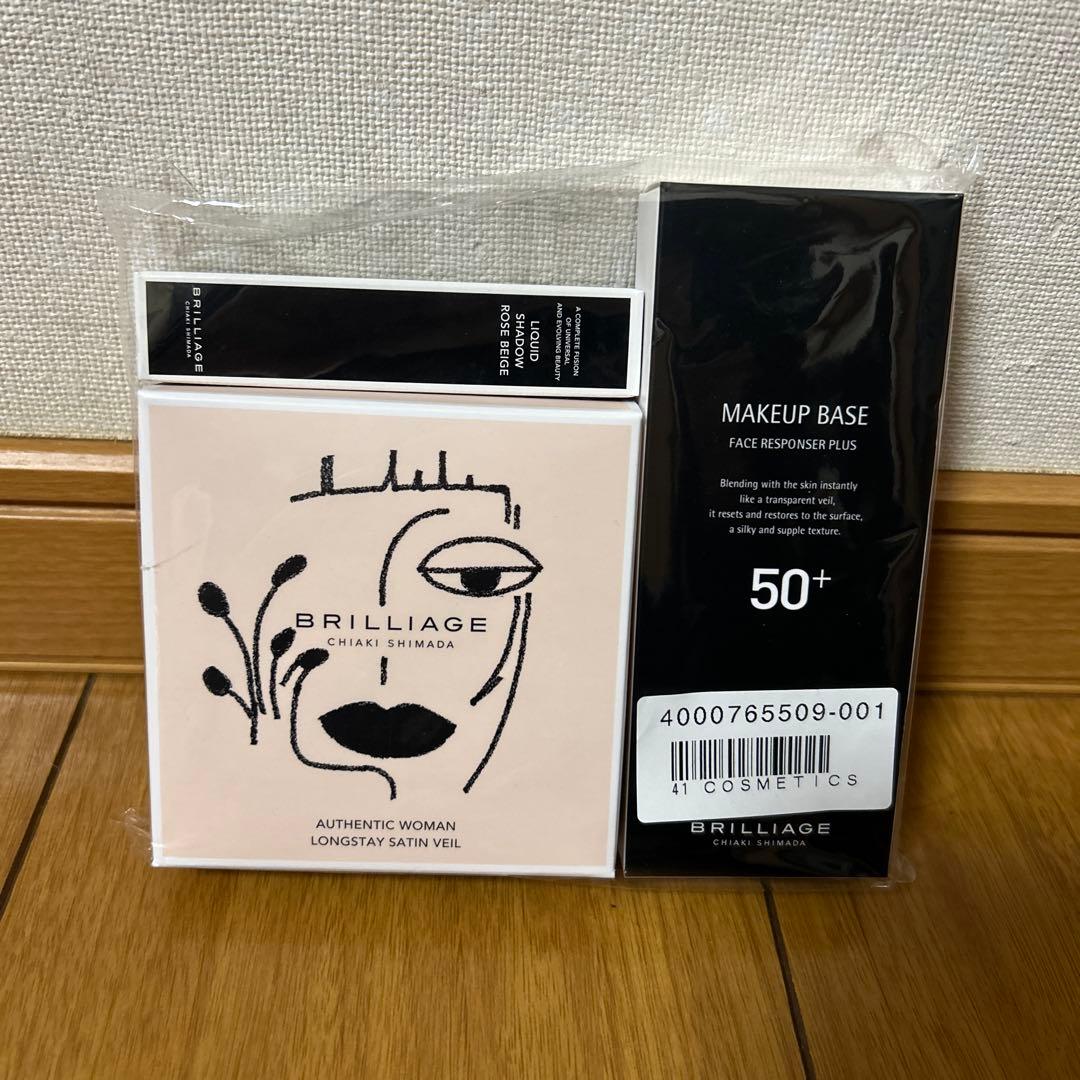 BRILLIAGE
CHIAKI SHIMADA
LIQUID
SHADOW
ROSE BEIGE
A COMPLETE FUSION
OF UNIVERSAL
AND EVOLVING BEAUTY
BRILLIAGE
CHIAKI SHIMADA
AUTHENTIC WOMAN
LONGSTAY SATIN VEIL
MAKEUP BASE
FACE RESPONSER PLUS
Blending with the skin instantly
like a transparent veil,
it resets and restores to the surface,
a silky and supple texture.
50+
4000765509-001
41 COSMETICS
BRILLIAGE
CHIAKI SHIMADA